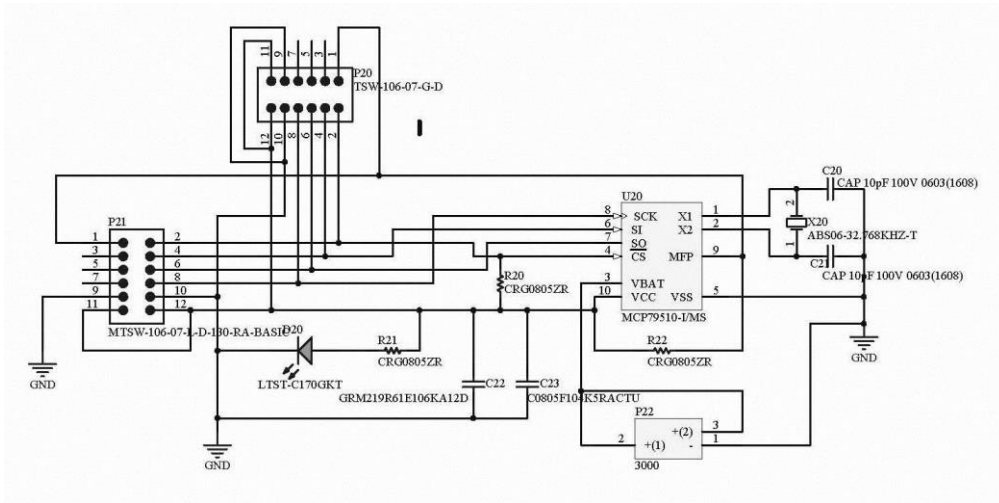 11 9 7 5 3 1
P20
TSW-106-07-G-D
12 10 8 6 4 2
P21
1 2
3 4
5 6
7 8
9 10
11 12
MTSW-106-07-L-D-130-RA-BASIC
GND
U20
8 SCK X1 1
6 SI X2 2
7 SO
4 CS MFP 9
3 VBAT
10 VCC VSS 5
MCP79510-I/MS
C20
CAP 10pF 100V 0603(1608)
2
X20
ABS06-32.768KHZ-T
1
C21
CAP 10pF 100V 0603(1608)
GND
R20
CRG0805ZR
D20
LTST-C170GKT
R21
CRG0805ZR
R22
CRG0805ZR
C22
GRM219R61E106KA12D
C23
C0805F104K5RACTU
GND
P22
2 +(1) +(2) 3
- 1
3000